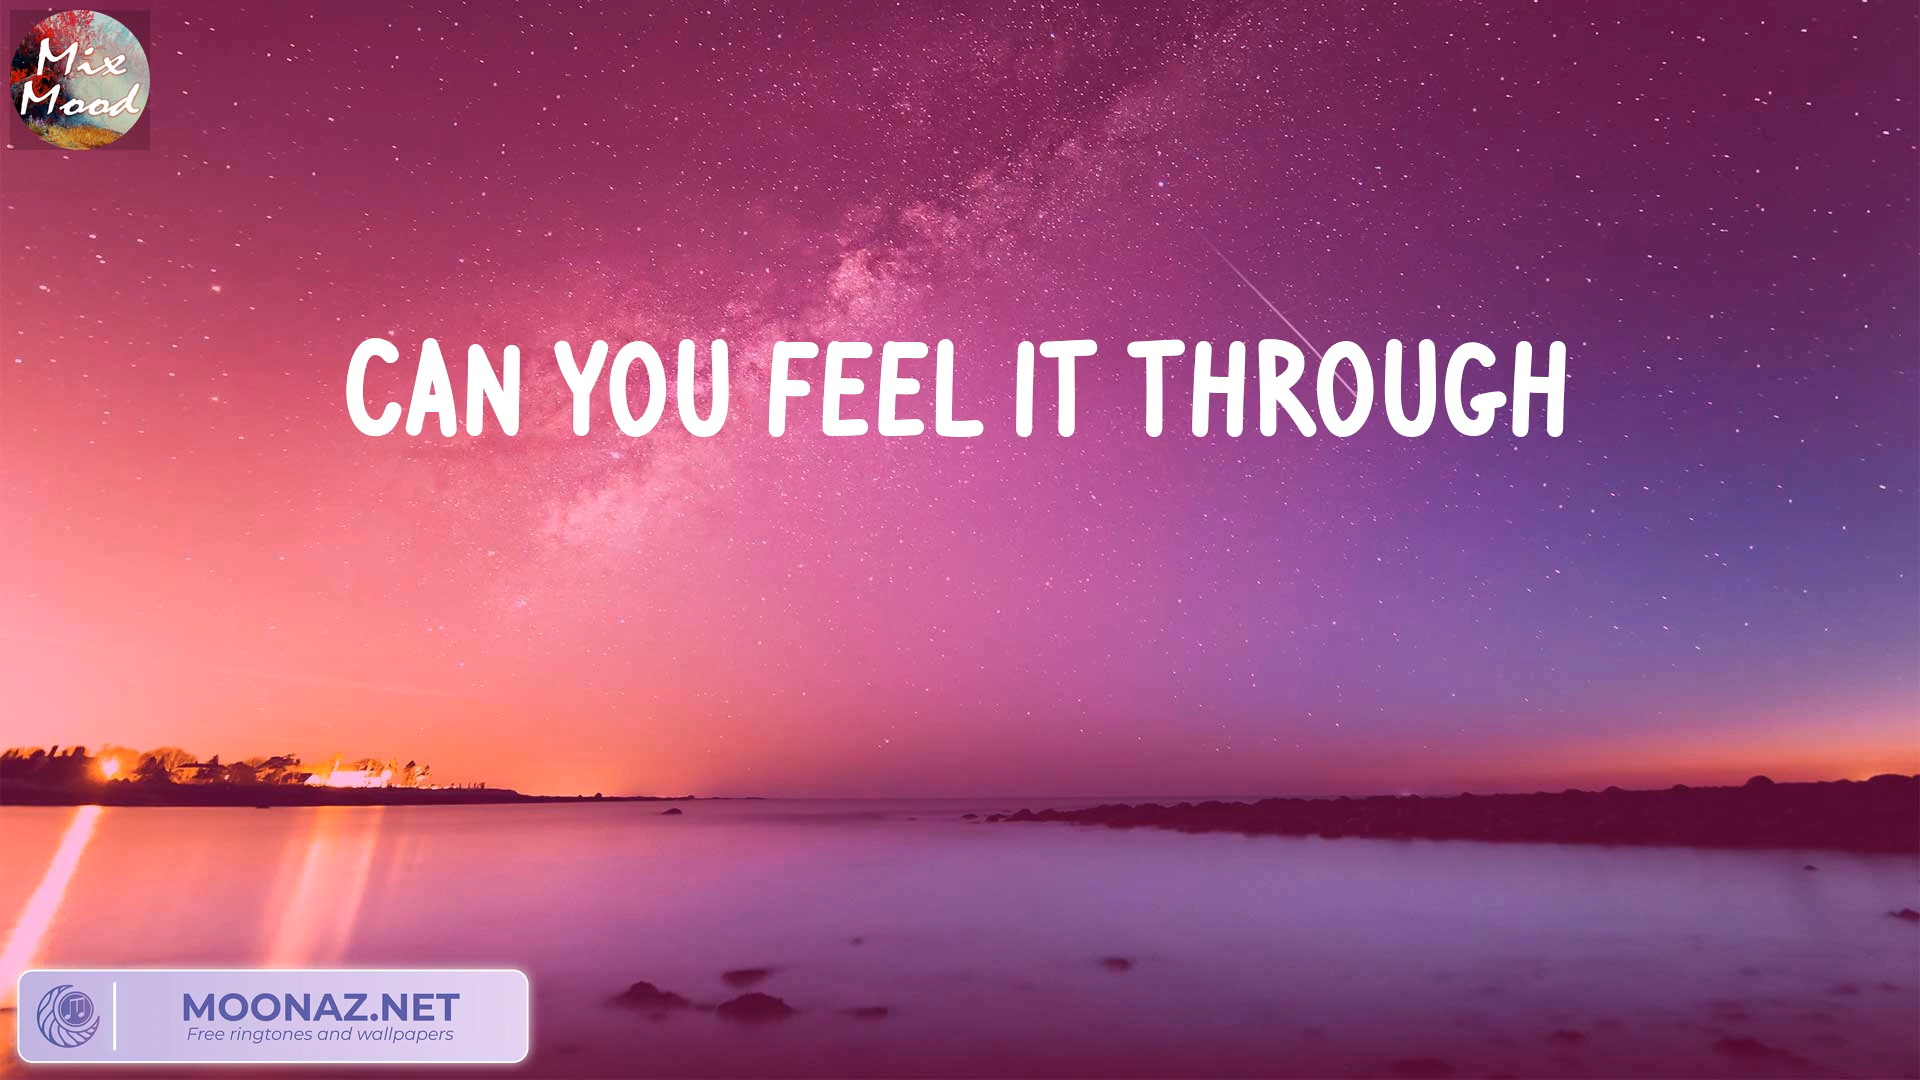 Mix
Mood
CAN YOU FEEL IT THROUGH
MOONAZ.NET
Free ringtones and wallpapers